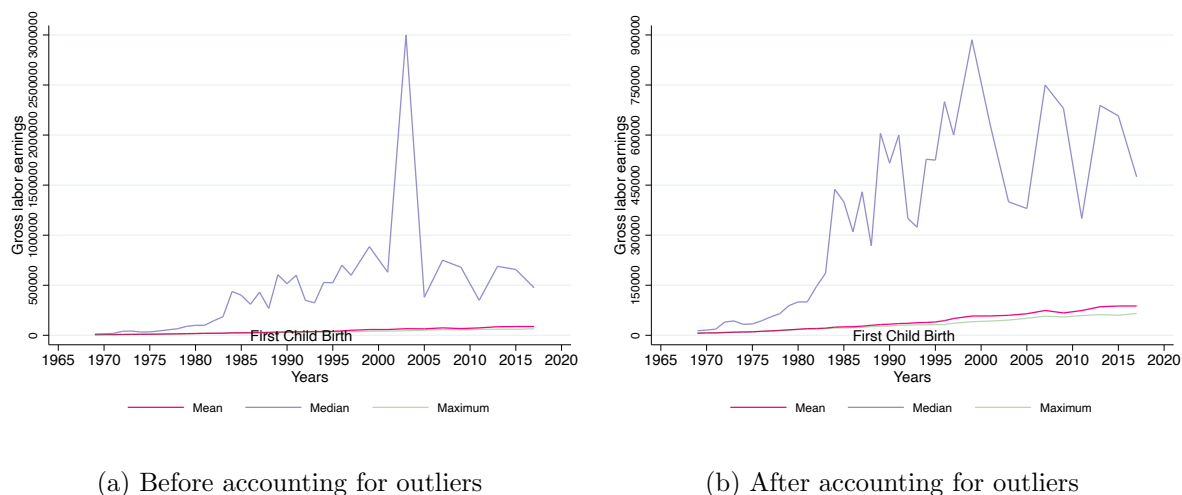 Gross labor earnings
0 500000 1000000 1500000 2000000 2500000 3000000
First Child Birth
1965 1970 1975 1980 1985 1990 1995 2000 2005 2010 2015 2020
Years
Mean Median Maximum
(a) Before accounting for outliers
Gross labor earnings
0 150000 300000 450000 600000 750000 900000
First Child Birth
1965 1970 1975 1980 1985 1990 1995 2000 2005 2010 2015 2020
Years
Mean Median Maximum
(b) After accounting for outliers